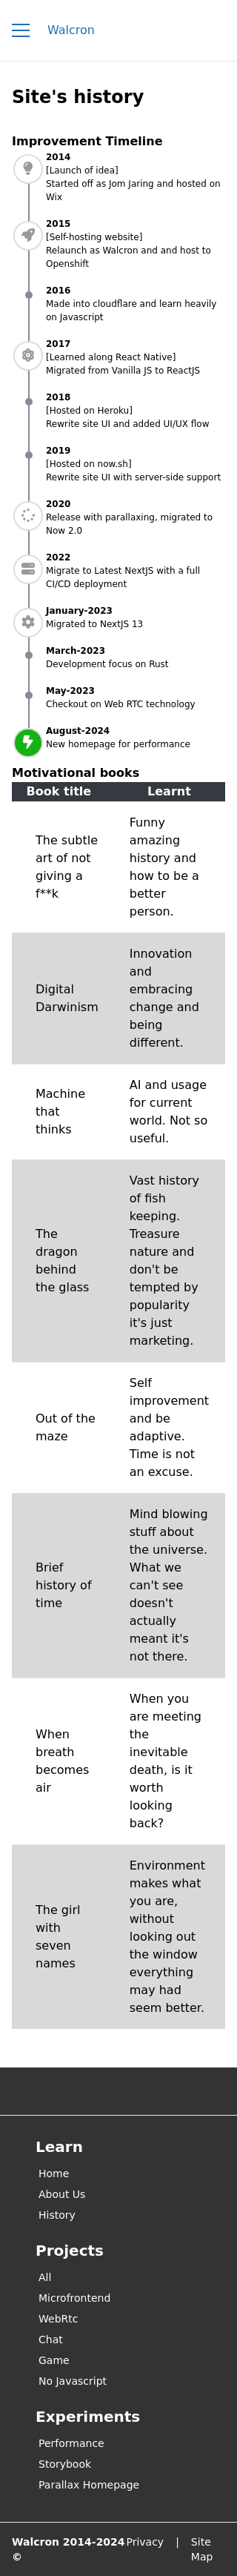 Walcron
Site's history
Improvement Timeline
2014
[Launch of idea]
Started off as Jom Jaring and hosted on
Wix
2015
[Self-hosting website]
Relaunch as Walcron and and host to
Openshift
2016
Made into cloudflare and learn heavily
on Javascript
2017
[Learned along React Native]
Migrated from Vanilla JS to ReactJS
2018
[Hosted on Heroku]
Rewrite site UI and added UI/UX flow
2019
[Hosted on now.sh]
Rewrite site UI with server-side support
2020
Release with parallaxing, migrated to
Now 2.0
2022
Migrate to Latest NextJS with a full
CI/CD deployment
January-2023
Migrated to NextJS 13
March-2023
Development focus on Rust
May-2023
Checkout on Web RTC technology
August-2024
New homepage for performance
Motivational books
Book title Learnt
The subtle
art of not
giving a
f**k
Funny
amazing
history and
how to be a
better
person.
Digital
Darwinism
Innovation
and
embracing
change and
being
different.
Machine
that
thinks
AI and usage
for current
world. Not so
useful.
The
dragon
behind
the glass
Vast history
of fish
keeping.
Treasure
nature and
don't be
tempted by
popularity
it's just
marketing.
Out of the
maze
Self
improvement
and be
adaptive.
Time is not
an excuse.
Brief
history of
time
Mind blowing
stuff about
the universe.
What we
can't see
doesn't
actually
meant it's
not there.
When
breath
becomes
air
When you
are meeting
the
inevitable
death, is it
worth
looking
back?
The girl
with
seven
names
Environment
makes what
you are,
without
looking out
the window
everything
may had
seem better.
Learn
Home
About Us
History
Projects
All
Microfrontend
WebRtc
Chat
Game
No Javascript
Experiments
Performance
Storybook
Parallax Homepage
Walcron 2014-2024
©
Privacy | Site
Map